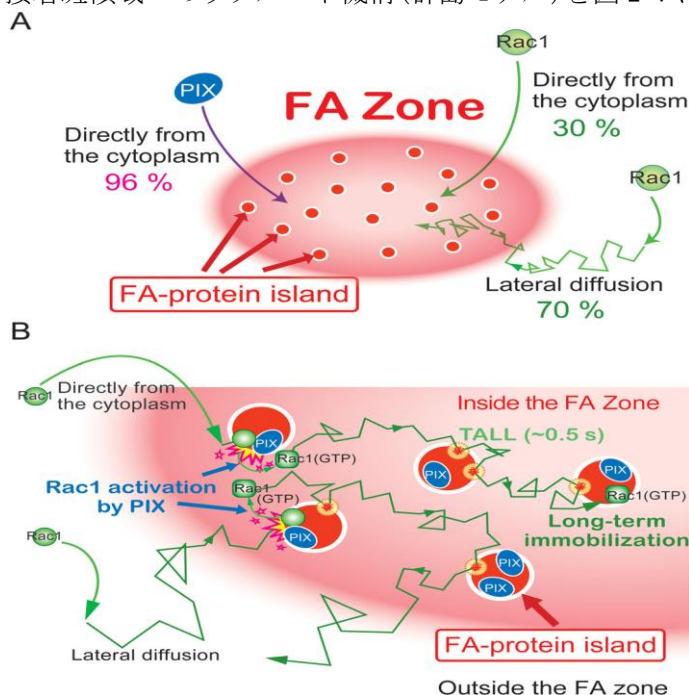 A
Rac1
PIX
FA Zone
Directly from
the cytoplasm
30 %
Directly from
the cytoplasm
96 %
Rac1
FA-protein island
Lateral diffusion
70 %
B
Rac1
Directly from
the cytoplasm
Inside the FA Zone
TALL (~0.5 s)
PIX
Rac1(GTP)
PIX
PIX
Rac1(GTP)
Rac1 activation
by PIX
Rac1
(GTP)
Long-term
immobilization
Rac1
PIX
PIX
PIX
FA-protein island
Lateral diffusion
Outside the FA zone